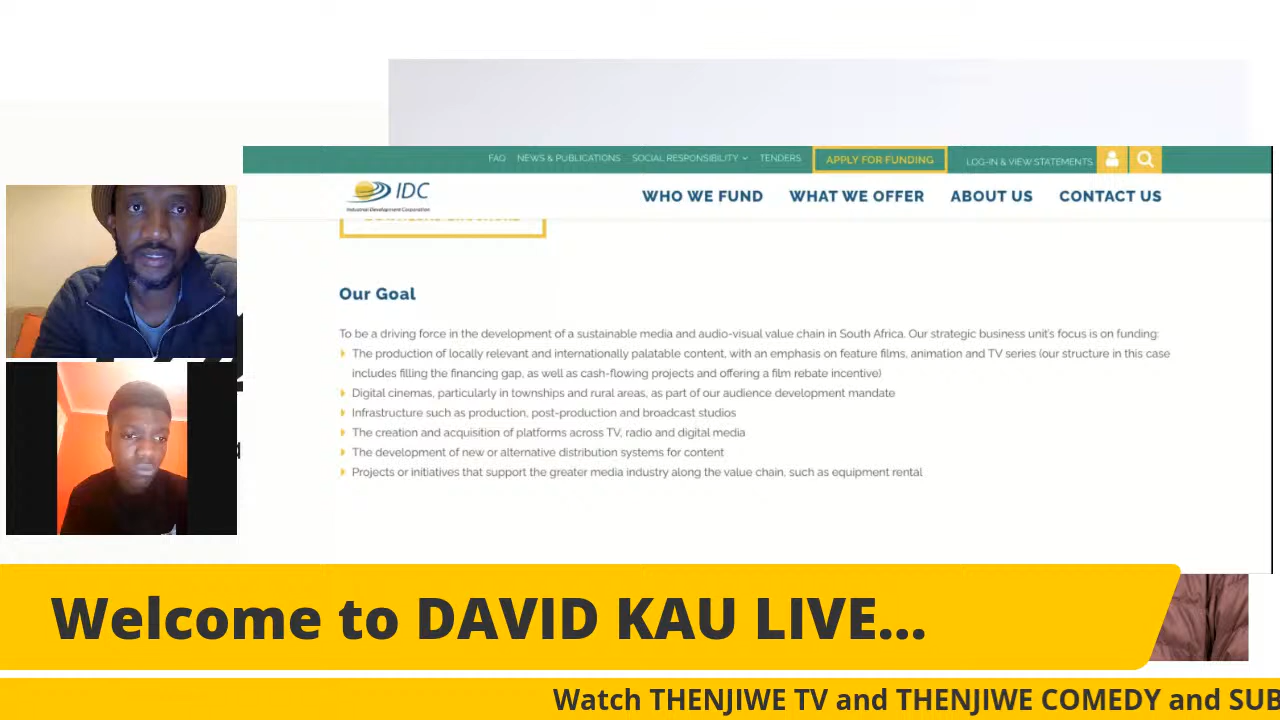 FAQ NEWS & PUBLICATIONS SOCIAL RESPONSIBILITY TENDERS APPLY FOR FUNDING LOG-IN & VIEW STATEMENTS
IDC
Industrial Development Corporation
WHO WE FUND WHAT WE OFFER ABOUT US CONTACT US
Our Goal
To be a driving force in the development of a sustainable media and audio-visual value chain in South Africa. Our strategic business unit's focus is on funding:
The production of locally relevant and internationally palatable content, with an emphasis on feature films, animation and TV series (our structure in this case
includes filling the financing gap, as well as cash-flowing projects and offering a film rebate incentive)
Digital cinemas, particularly in townships and rural areas, as part of our audience development mandate
Infrastructure such as production, post-production and broadcast studios
The creation and acquisition of platforms across TV, radio and digital media
The development of new or alternative distribution systems for content
Projects or initiatives that support the greater media industry along the value chain, such as equipment rental
Welcome to DAVID KAU LIVE...
Watch THENJIWE TV and THENJIWE COMEDY and SUB